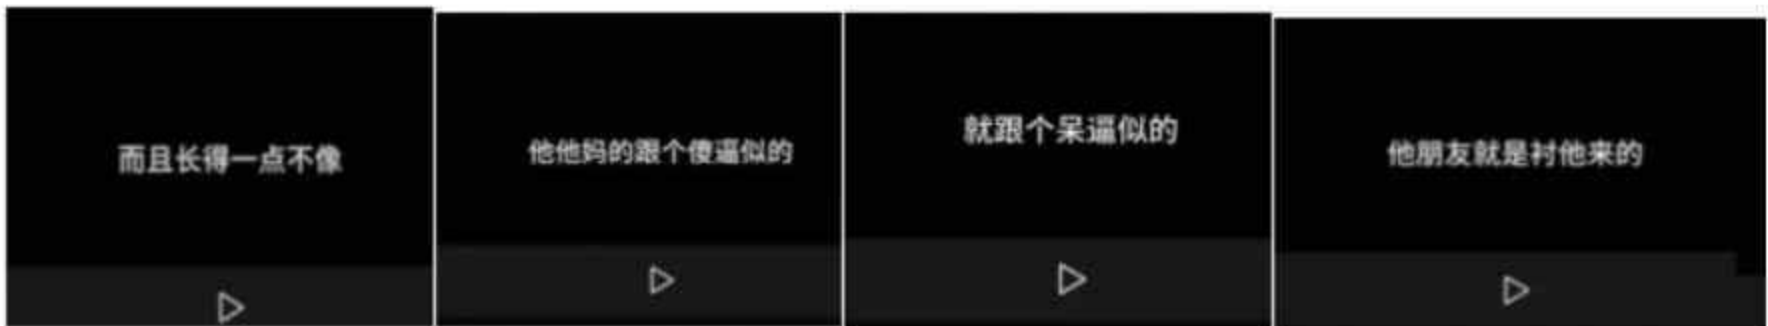 而且长得一点不像
他他妈的跟个傻逼似的
就跟个呆逼似的
他朋友就是衬他来的